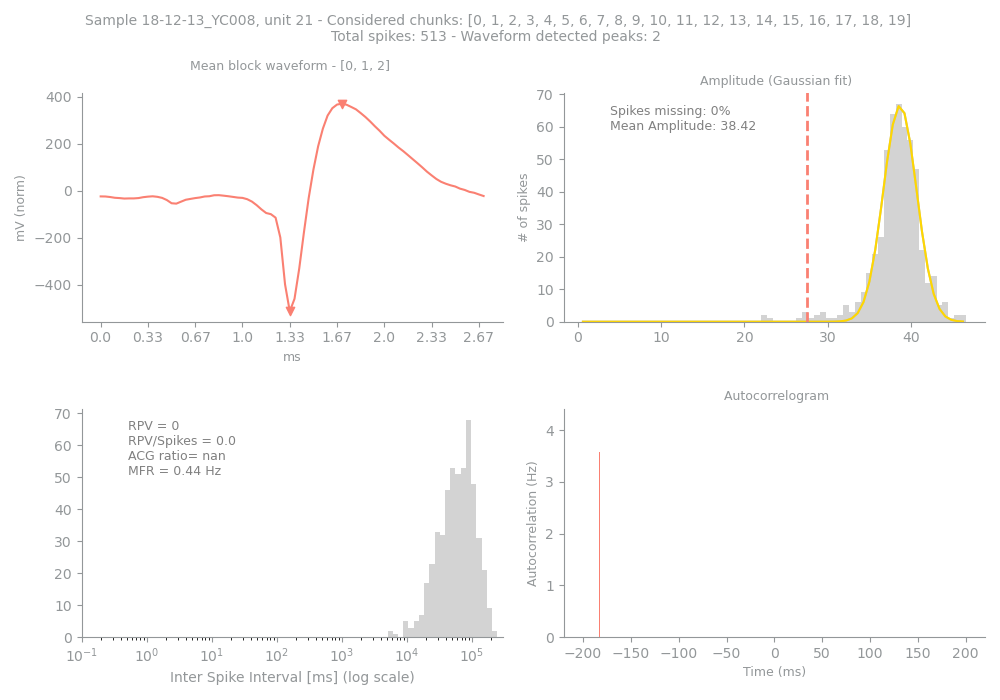 Sample 18-12-13_YC008, unit 21 - Considered chunks: [0, 1, 2, 3, 4, 5, 6, 7, 8, 9, 10, 11, 12, 13, 14, 15, 16, 17, 18, 19]
Total spikes: 513 - Waveform detected peaks: 2
Mean block waveform - [0, 1, 2]
400
200
0
−200
−400
mV (norm)
0.0 0.33 0.67 1.0 1.33 1.67 2.0 2.33 2.67
ms
Amplitude (Gaussian fit)
Spikes missing: 0%
Mean Amplitude: 38.42
70
60
50
40
30
20
10
0
# of spikes
0 10 20 30 40
RPV = 0
RPV/Spikes = 0.0
ACG ratio= nan
MFR = 0.44 Hz
70
60
50
40
30
20
10
0
10⁻¹ 10⁰ 10¹ 10² 10³ 10⁴ 10⁵
Inter Spike Interval [ms] (log scale)
Autocorrelogram
4
3
2
1
0
Autocorrelation (Hz)
−200 −150 −100 −50 0 50 100 150 200
Time (ms)